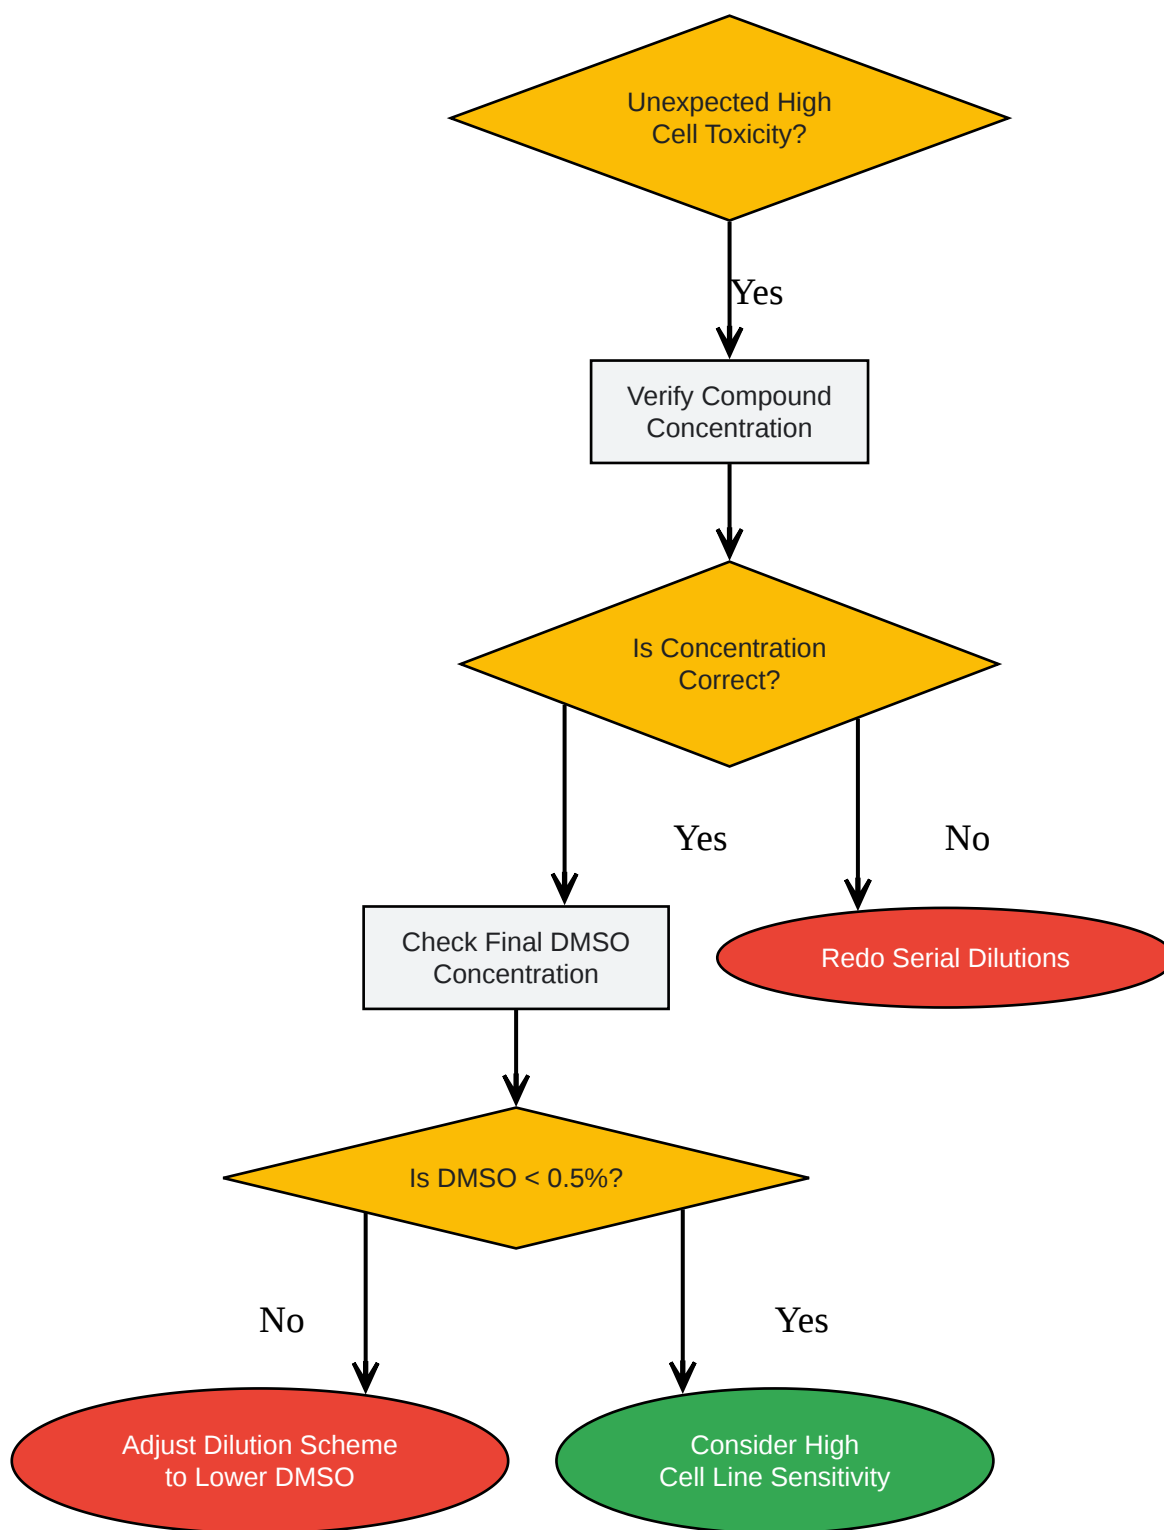 Unexpected High
Cell Toxicity?
Yes
Verify Compound
Concentration
Is Concentration
Correct?
Yes
No
Check Final DMSO
Concentration
Redo Serial Dilutions
Is DMSO < 0.5%?
No
Yes
Adjust Dilution Scheme
to Lower DMSO
Consider High
Cell Line Sensitivity